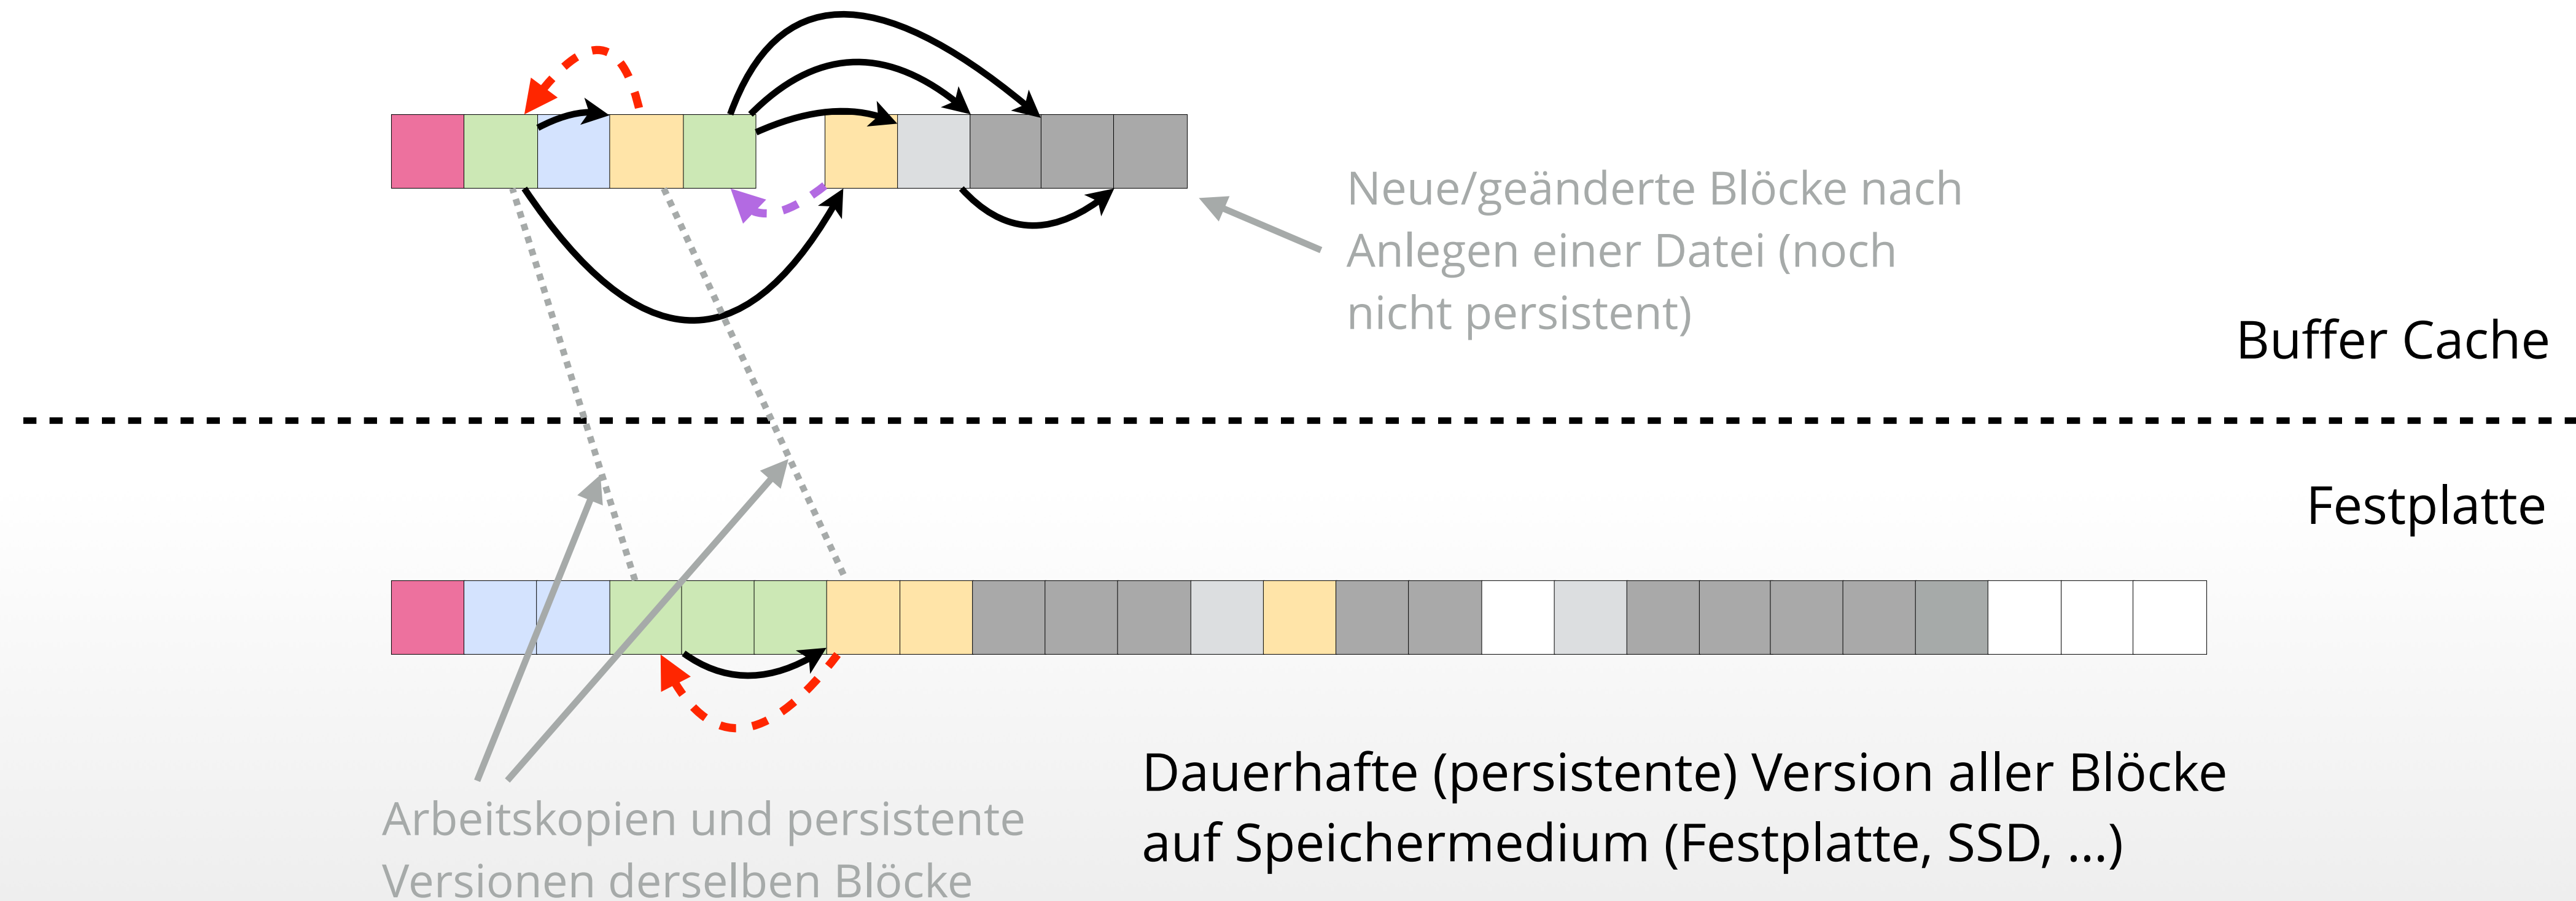 Neue/geänderte Blöcke nach
Anlegen einer Datei (noch
nicht persistent)
Buffer Cache
Festplatte
Dauerhafte (persistente) Version aller Blöcke
auf Speichermedium (Festplatte, SSD, ...)
Arbeitskopien und persistente
Versionen derselben Blöcke